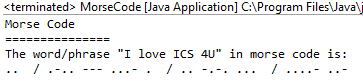 <terminated> MorseCode [Java Application] C:\Program Files\Java\j
Morse Code
===============
The word/phrase "I love ICS 4U" in morse code is:
..  / .-.. --- ...- .  / .. -.-. ...  / ....- ..-